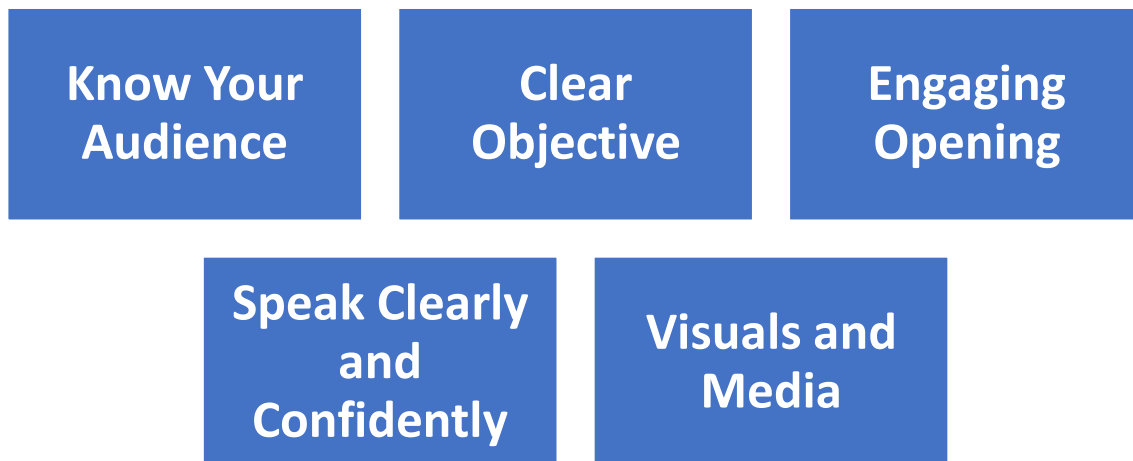 Know Your
Audience
Clear
Objective
Engaging
Opening
Speak Clearly
and
Confidently
Visuals and
Media